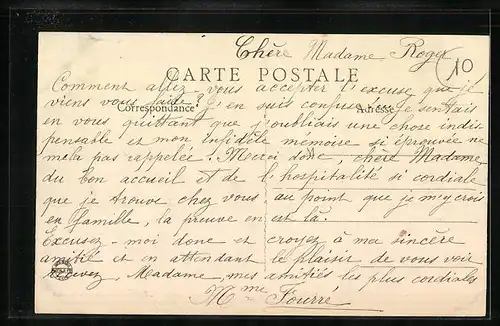 Chère Madame Roger
10
CARTE POSTALE
Comment allez-vous accepter l'excuse que je
viens vous faire? J'en suis confuse. Je sentais
Correspondance Adresse
en vous quittant que j'oubliais une chose indis-
pensable et mon infidèle mémoire si éprouvée ne
me l'a pas rappelée! Merci donc, chère Madame,
du bon accueil et de l'hospitalité si cordiale
que je trouve chez vous au point que je m'y crois
en famille, la preuve en est là.
Excusez-moi donc et croyez à ma sincère
amitié et en attendant le plaisir de vous voir
recevez, Madame, mes amitiés les plus cordiales
Mme Fourré